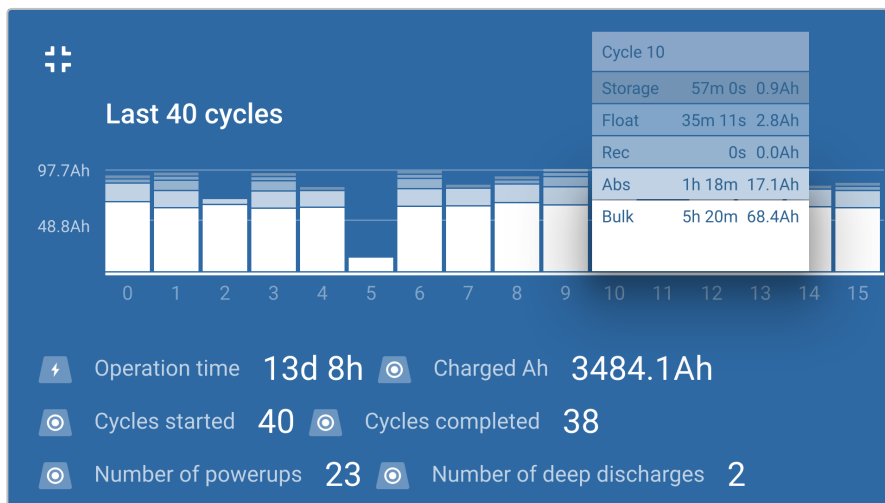 Cycle 10
Storage 57m 0s 0.9Ah
Float 35m 11s 2.8Ah
Rec 0s 0.0Ah
Abs 1h 18m 17.1Ah
Bulk 5h 20m 68.4Ah
Last 40 cycles
97.7Ah
48.8Ah
0 1 2 3 4 5 6 7 8 9 10 11 12 13 14 15
Operation time 13d 8h Charged Ah 3484.1Ah
Cycles started 40 Cycles completed 38
Number of powerups 23 Number of deep discharges 2